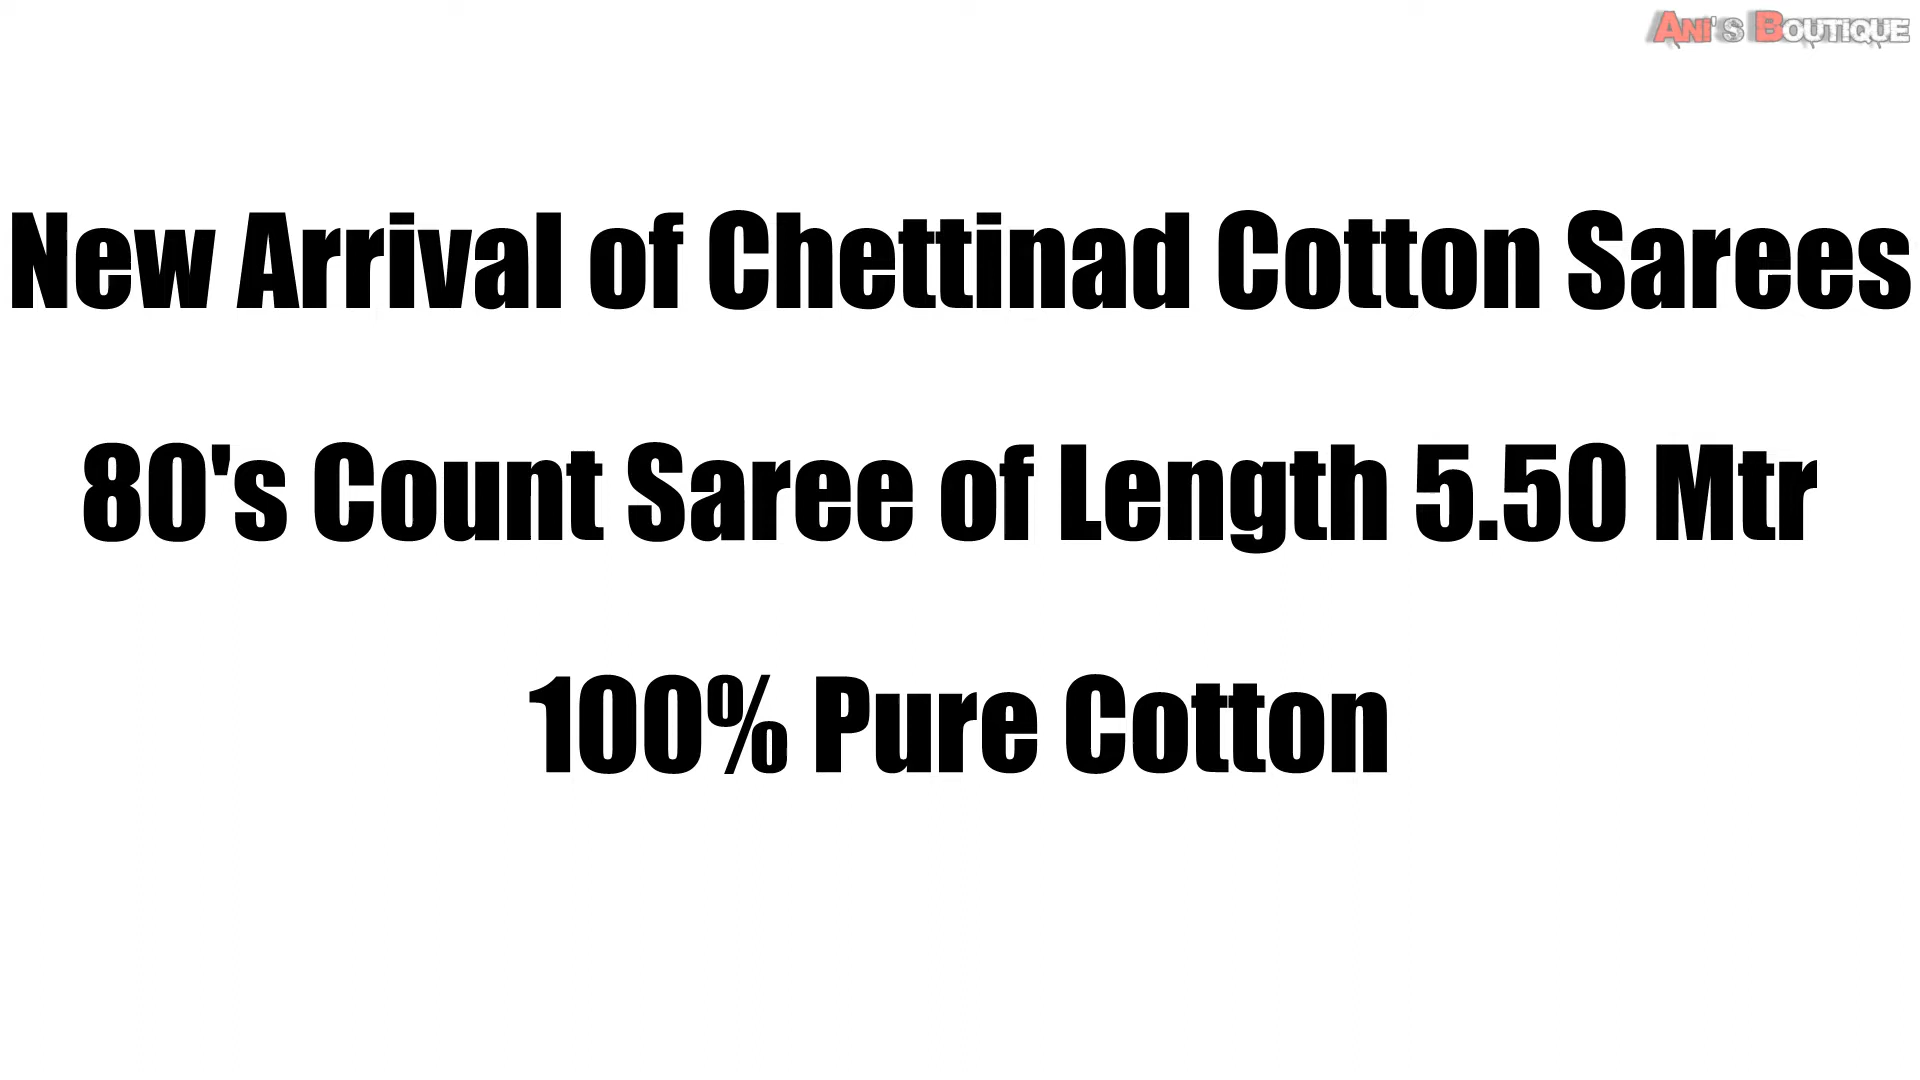 Ani's Boutique
New Arrival of Chettinad Cotton Sarees
80's Count Saree of Length 5.50 Mtr
100% Pure Cotton